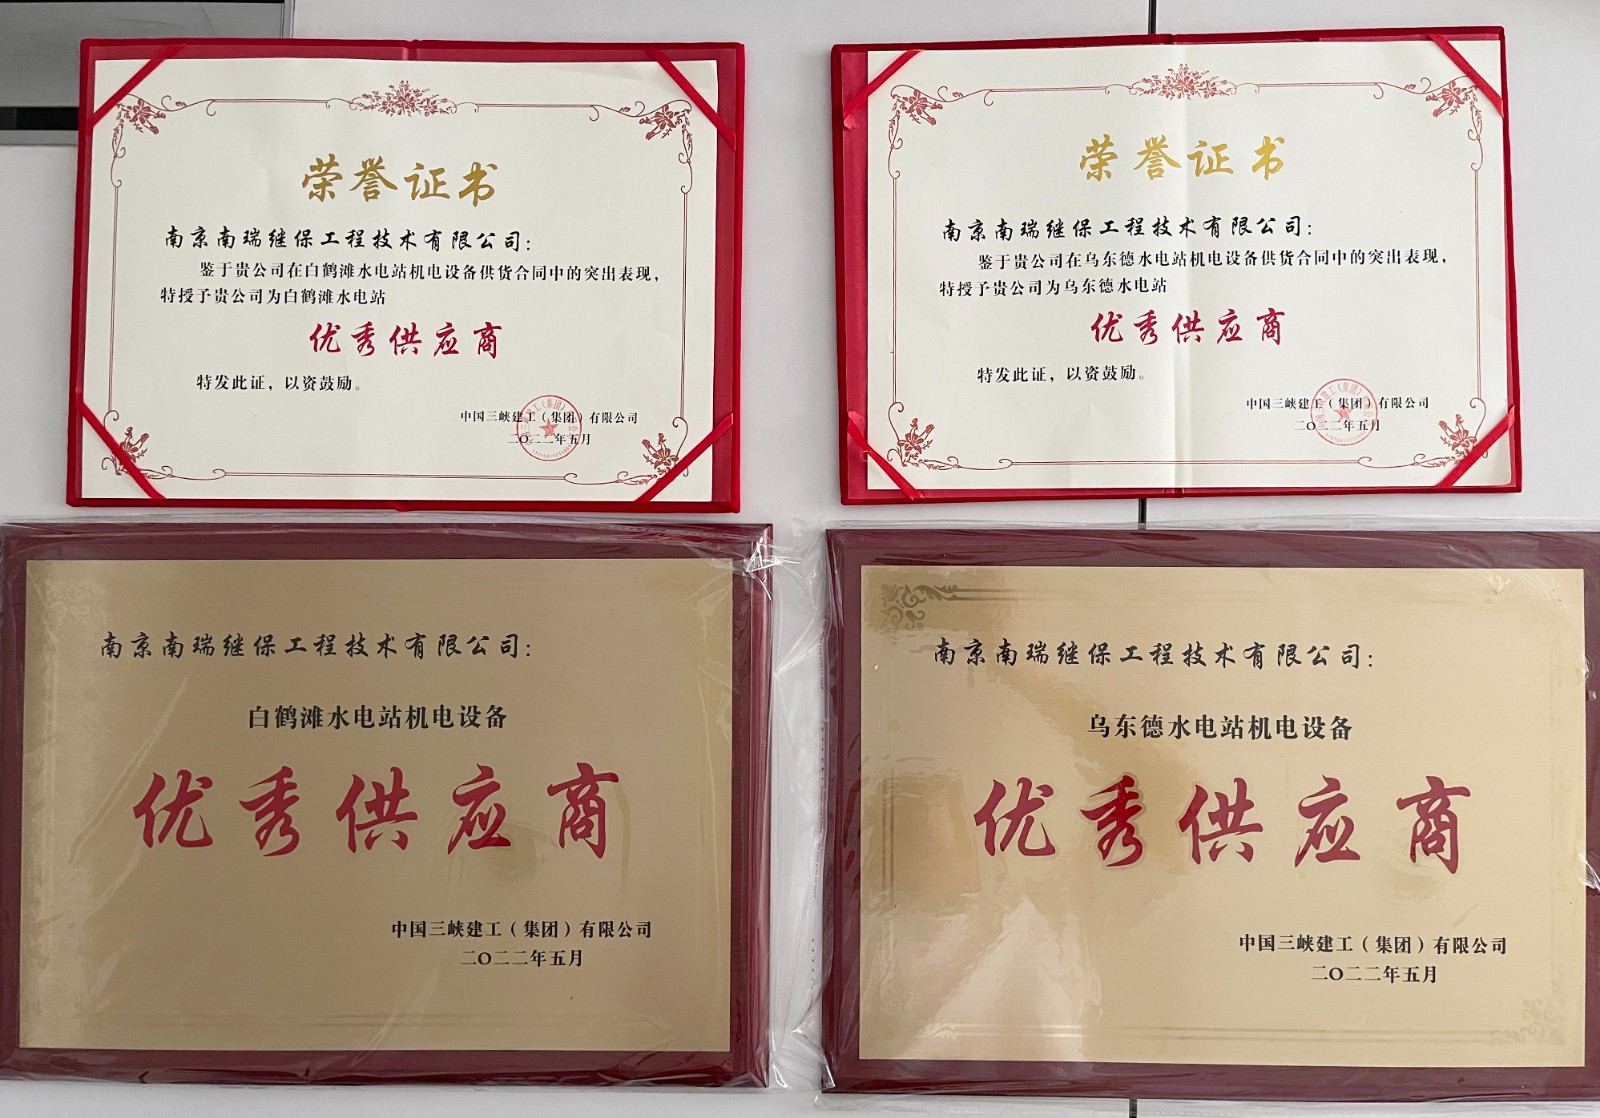 荣誉证书
南京南瑞继保工程技术有限公司：
鉴于贵公司在白鹤滩水电站机电设备供货合同中的突出表现，
特授予贵公司为白鹤滩水电站
优秀供应商
特发此证，以资鼓励。
中国三峡建工（集团）有限公司
二〇二二年五月
荣誉证书
南京南瑞继保工程技术有限公司：
鉴于贵公司在乌东德水电站机电设备供货合同中的突出表现，
特授予贵公司为乌东德水电站
优秀供应商
特发此证，以资鼓励。
中国三峡建工（集团）有限公司
二〇二二年五月
南京南瑞继保工程技术有限公司：
白鹤滩水电站机电设备
优秀供应商
中国三峡建工（集团）有限公司
二〇二二年五月
南京南瑞继保工程技术有限公司：
乌东德水电站机电设备
优秀供应商
中国三峡建工（集团）有限公司
二〇二二年五月